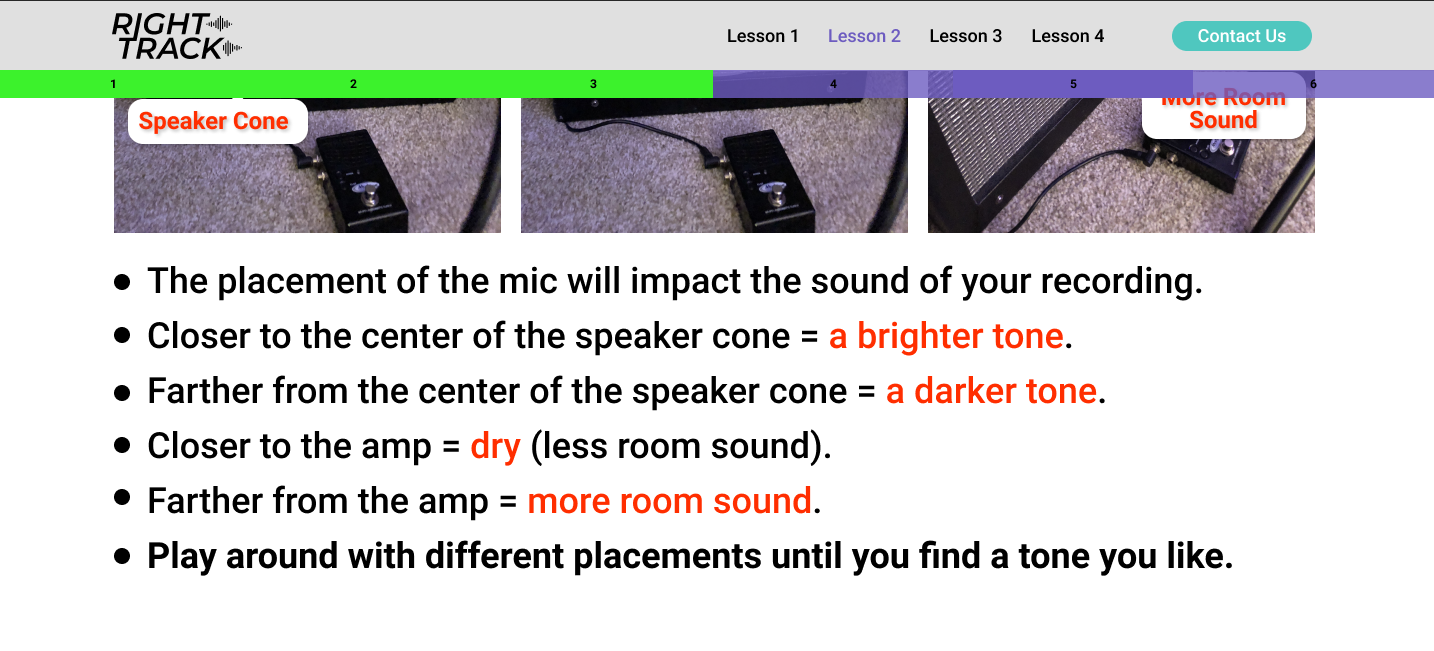 RIGHT
TRACK
Lesson 1
Lesson 2
Lesson 3
Lesson 4
Contact Us
1
2
3
4
5
6
Speaker Cone
More Room
Sound
The placement of the mic will impact the sound of your recording.
Closer to the center of the speaker cone = a brighter tone.
Farther from the center of the speaker cone = a darker tone.
Closer to the amp = dry (less room sound).
Farther from the amp = more room sound.
Play around with different placements until you find a tone you like.